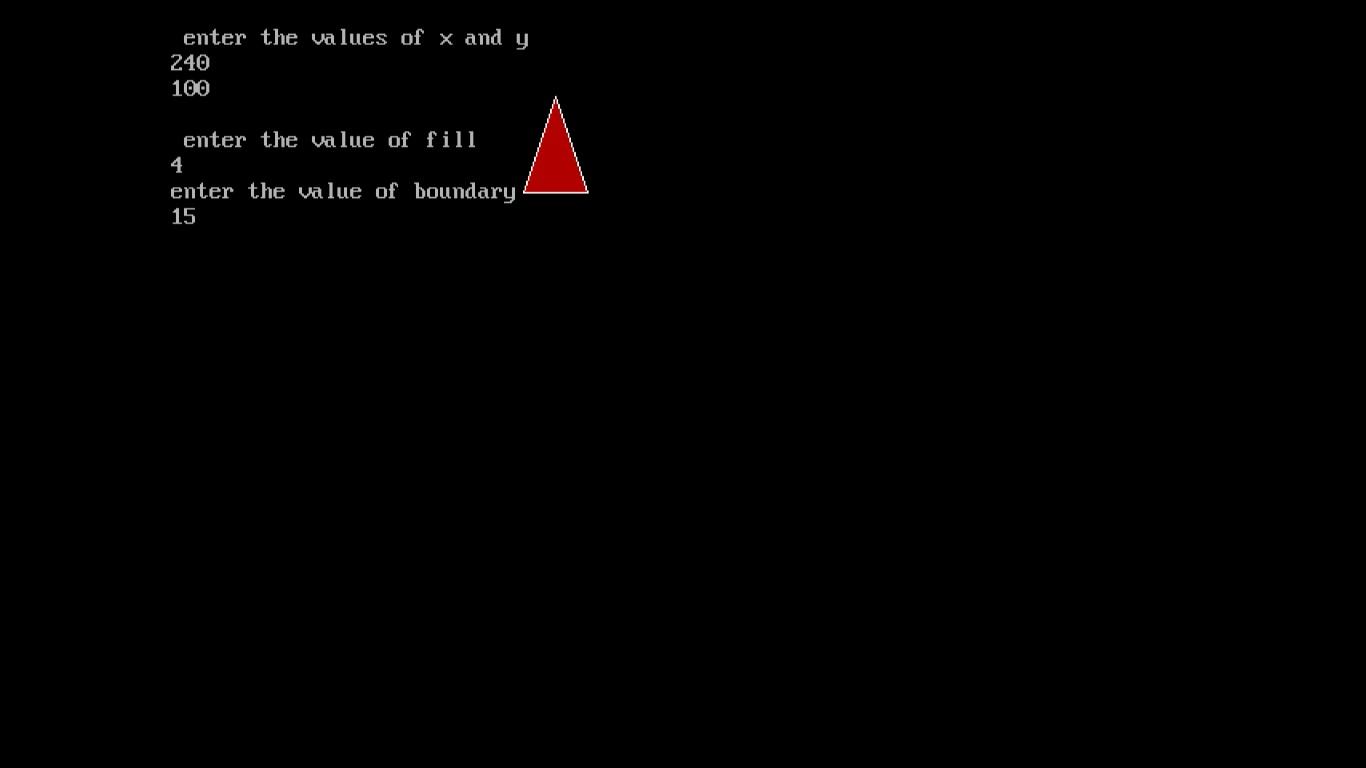 enter the values of x and y
240
100
enter the value of fill
4
enter the value of boundary
15